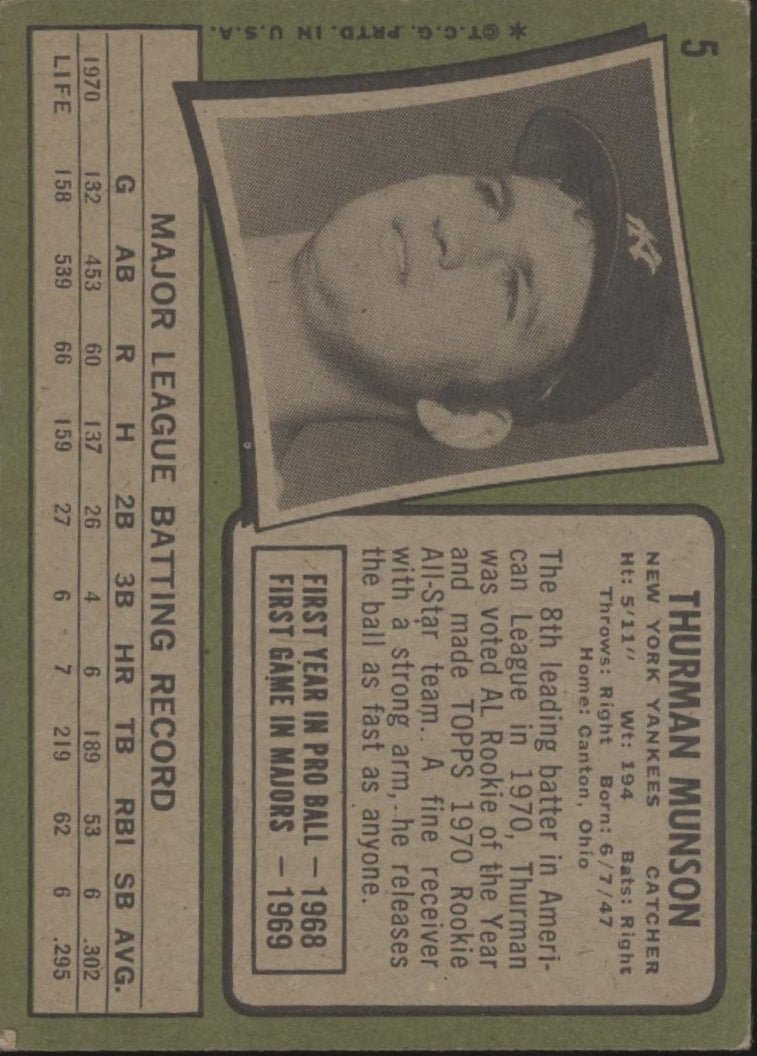 5
*©T.C.G. PRTD. IN U.S.A.
NY
THURMAN MUNSON
NEW YORK YANKEES CATCHER
Ht: 5'11" Wt: 194 Bats: Right
Throws: Right Born: 6/7/47
Home: Canton, Ohio
The 8th leading batter in Ameri-
can League in 1970, Thurman
was voted AL Rookie of the Year
and made TOPPS 1970 Rookie
All-Star team.. A fine receiver
with a strong arm, he releases
the ball as fast as anyone.
FIRST YEAR IN PRO BALL – 1968
FIRST GAME IN MAJORS – 1969
MAJOR LEAGUE BATTING RECORD
G AB R H 2B 3B HR TB RBI SB AVG.
1970 132 453 60 137 26 4 6 189 53 6 .302
LIFE 158 539 66 159 27 6 7 219 62 6 .295